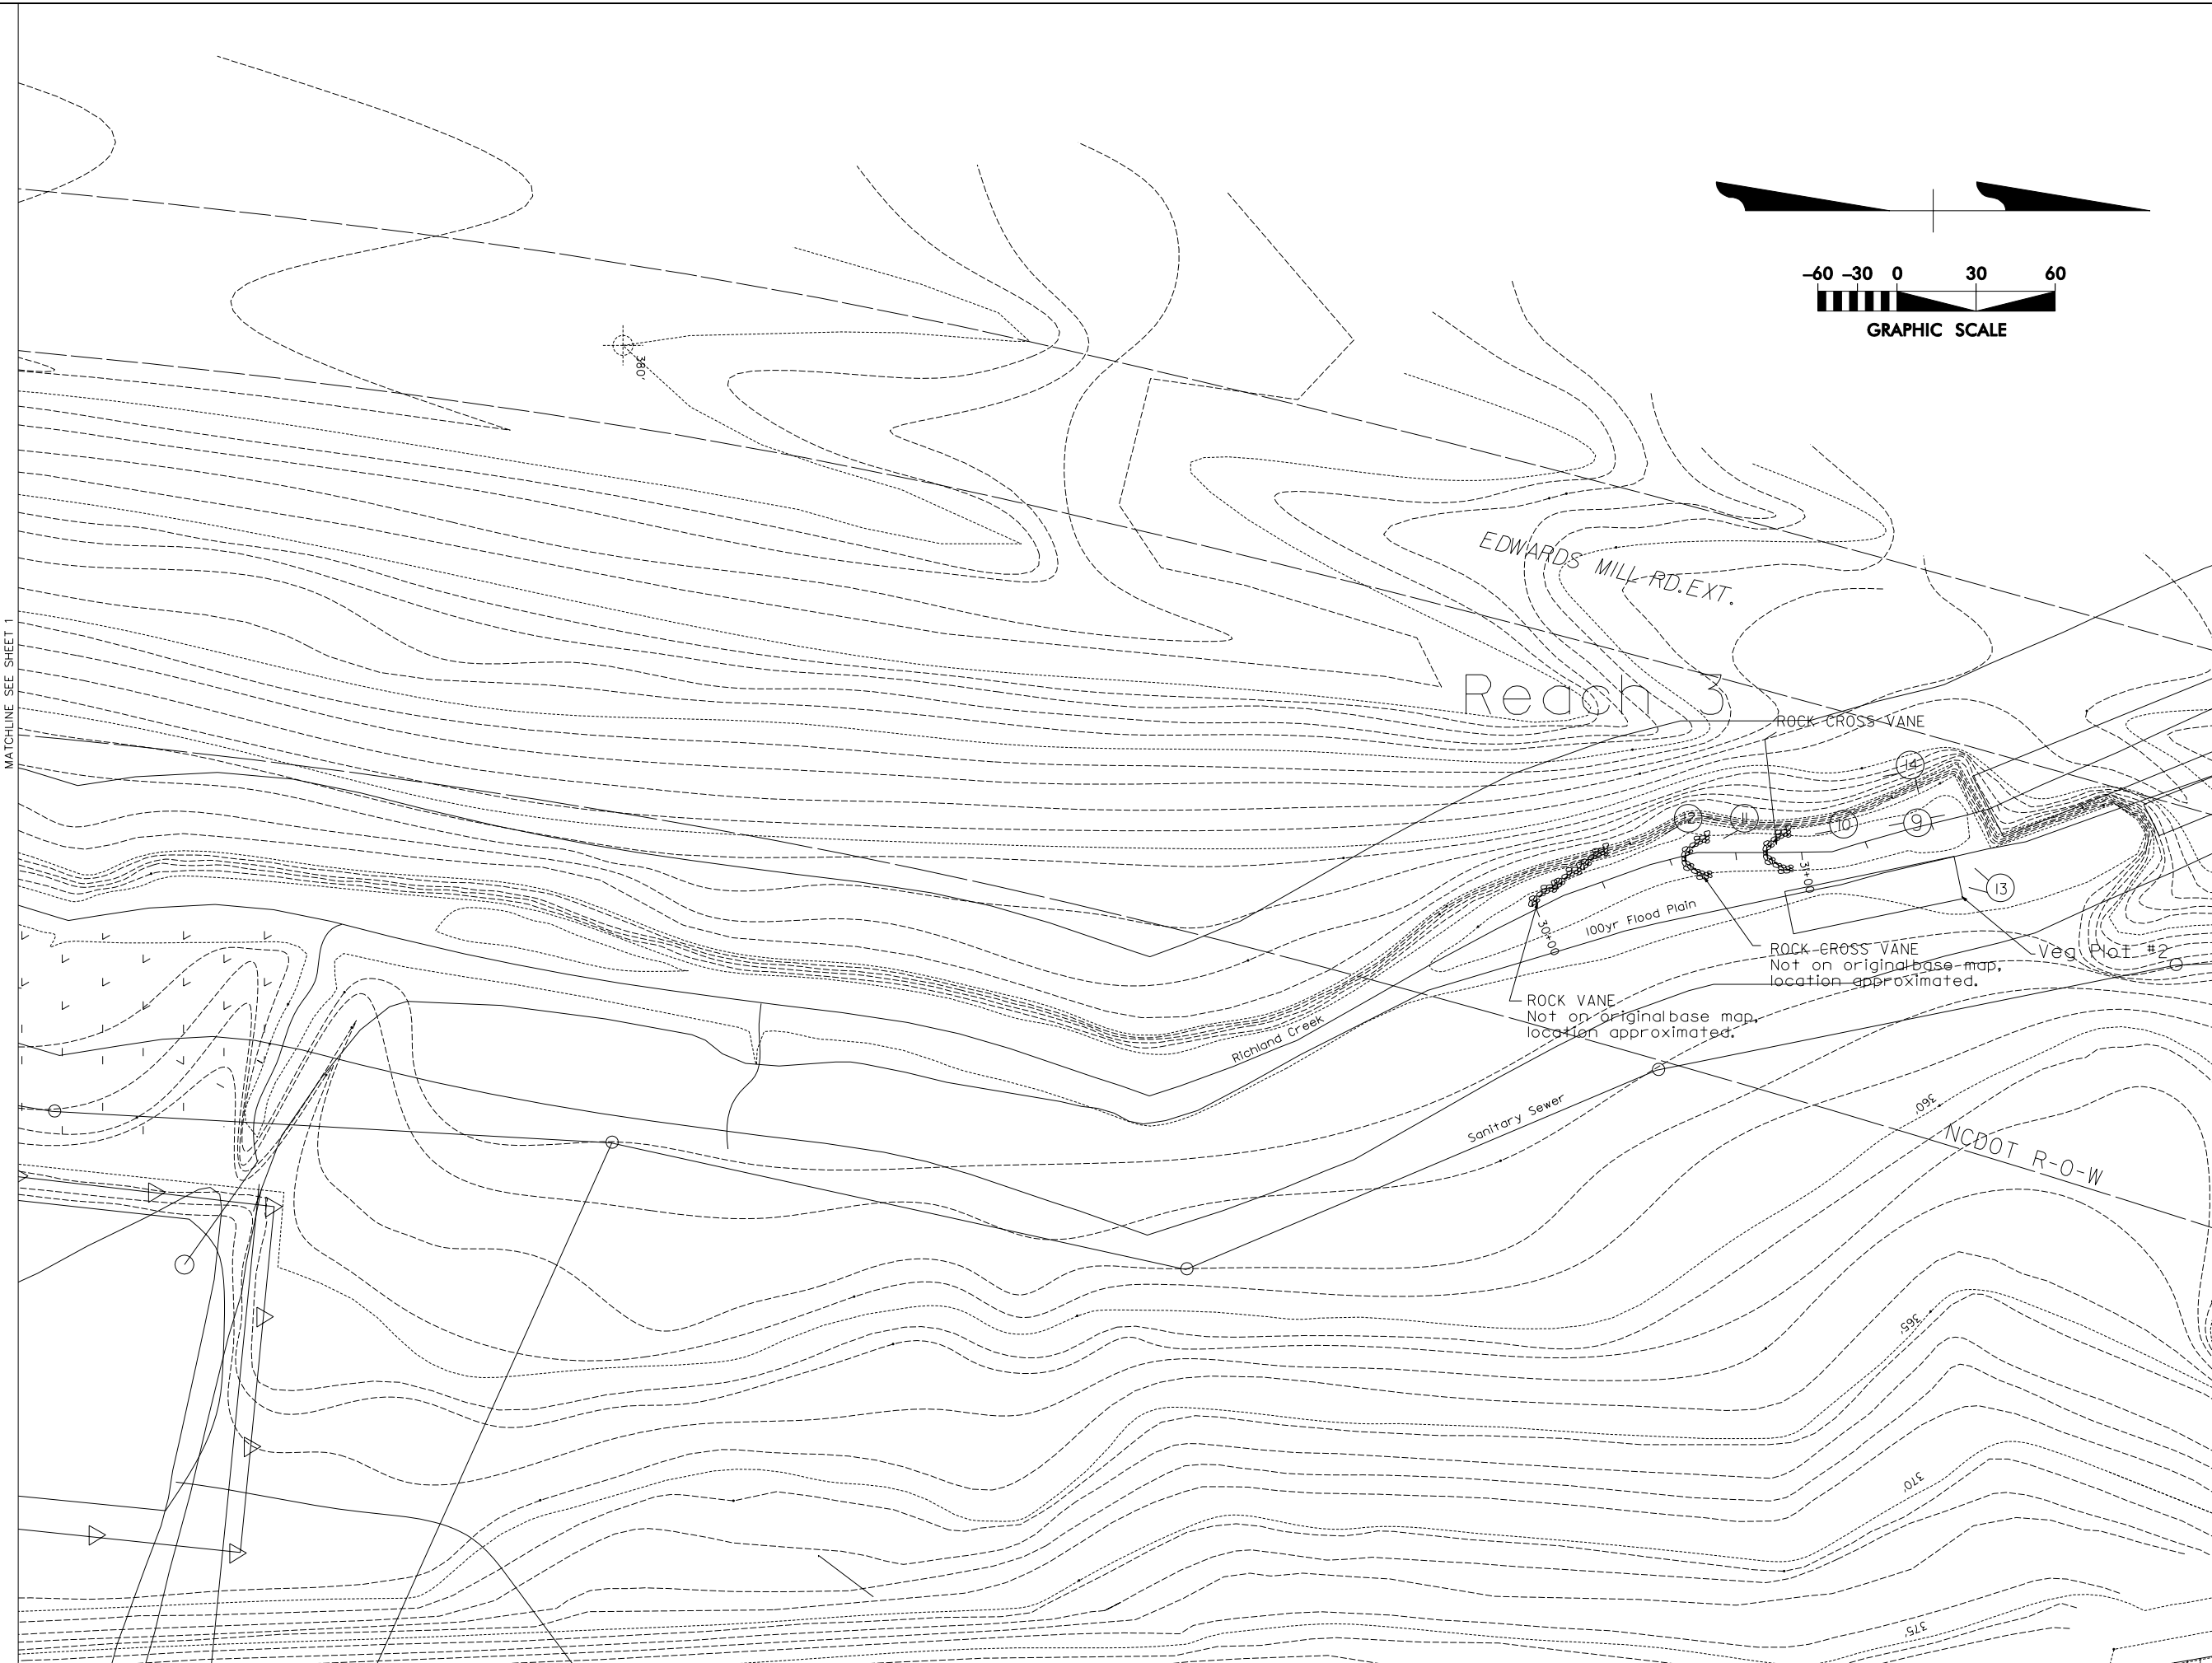 -60 -30 0 30 60
GRAPHIC SCALE
380'
EDWARDS MILL RD. EXT.
MATCHLINE SEE SHEET 1
Reach 3
ROCK CROSS VANE
14
12
11
10
9
31+00
13
100yr Flood Plain
30+00
ROCK CROSS VANE
Not on original base map,
location approximated.
Veg Plot #2
ROCK VANE
Not on original base map,
location approximated.
Richland Creek
Sanitary Sewer
360'
NCDOT R-O-W
365'
370'
375'